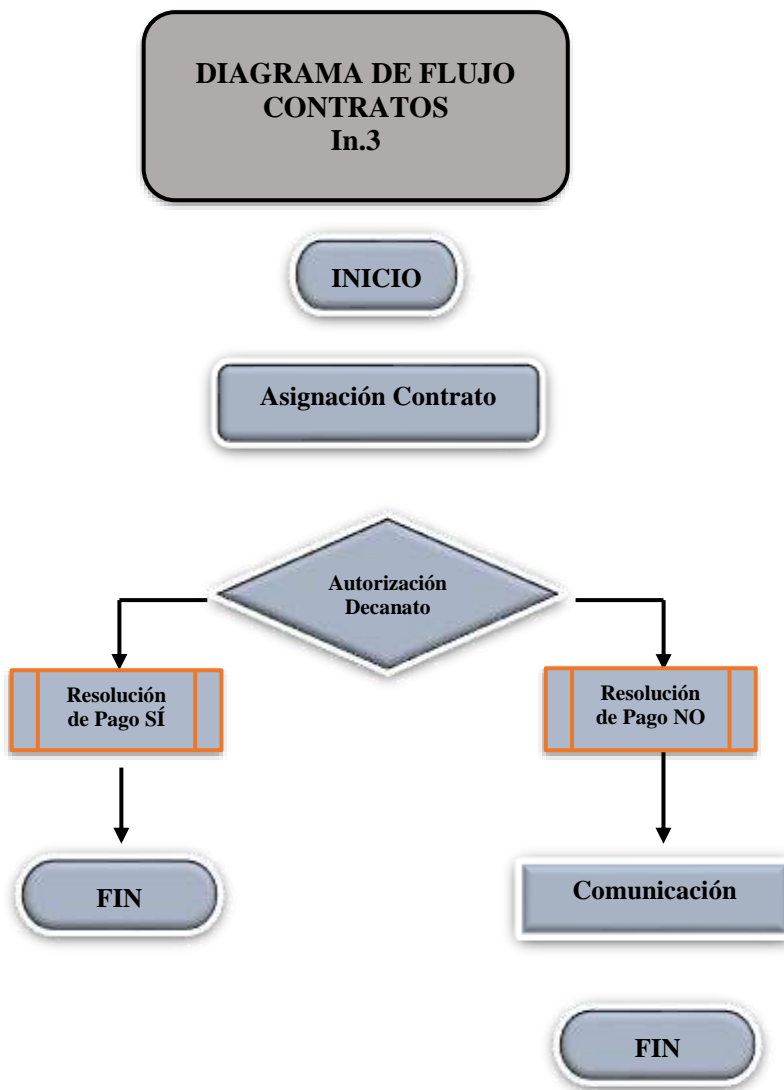 DIAGRAMA DE FLUJO
CONTRATOS
In.3
INICIO
Asignación Contrato
Autorización
Decanato
Resolución
de Pago SÍ
Resolución
de Pago NO
FIN
Comunicación
FIN